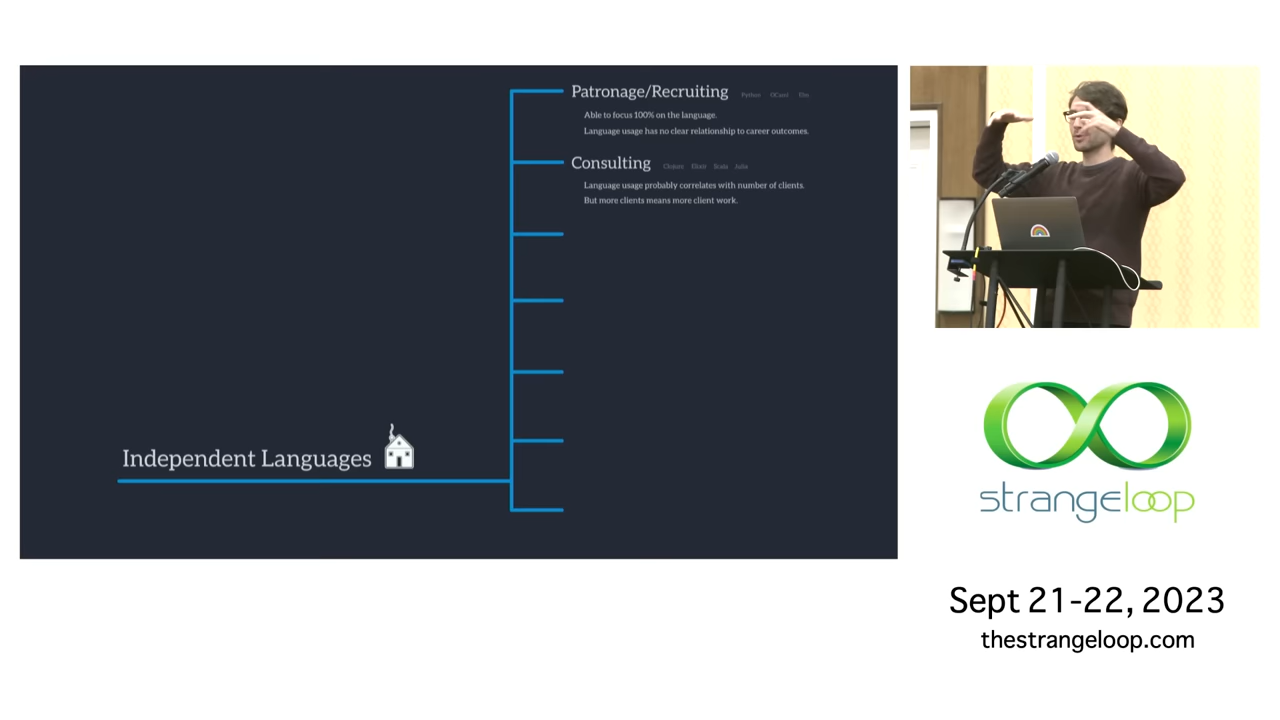 Patronage/Recruiting Python OCaml Elm
Able to focus 100% on the language.
Language usage has no clear relationship to career outcomes.
Consulting Clojure Elixir Scala Julia
Language usage probably correlates with number of clients.
But more clients means more client work.
Independent Languages
strangeloop
Sept 21-22, 2023
thestrangeloop.com